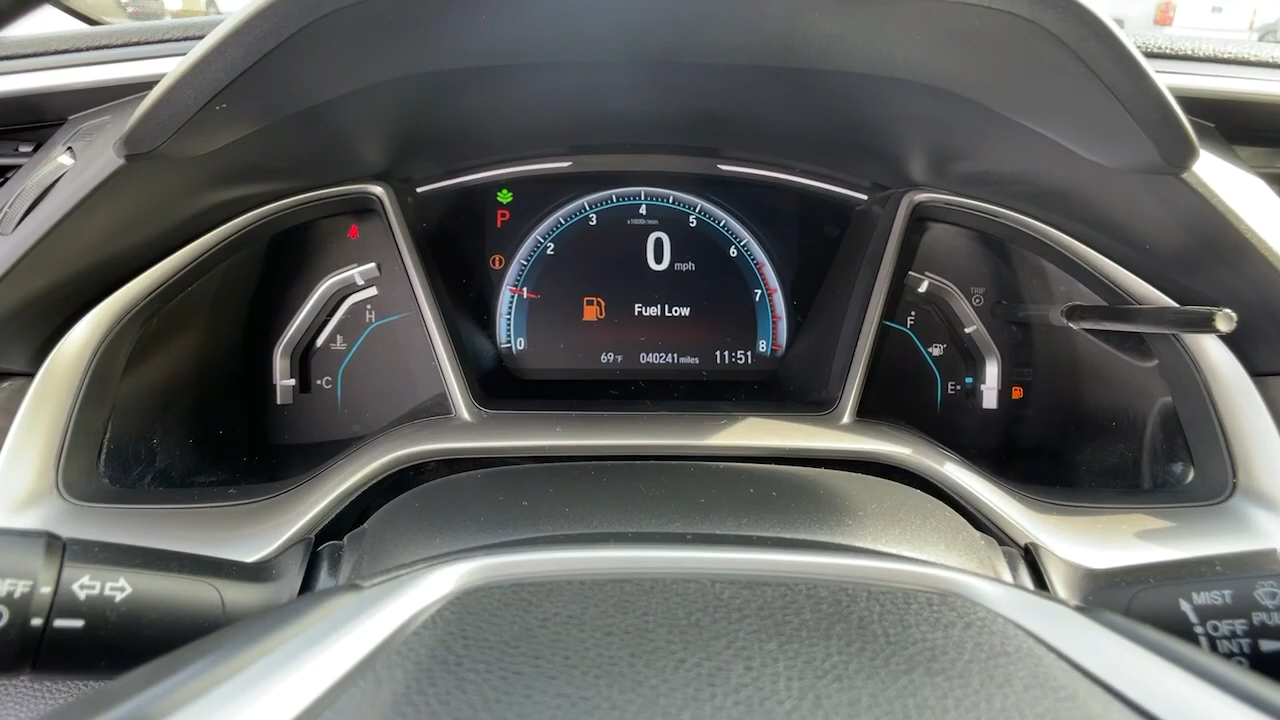 P
x1000r/min
0 1 2 3 4 5 6 7 8
0 mph
Fuel Low
69°F 040241 miles 11:51
H
C
TRIP
F
E
OFF
MIST
OFF
INT